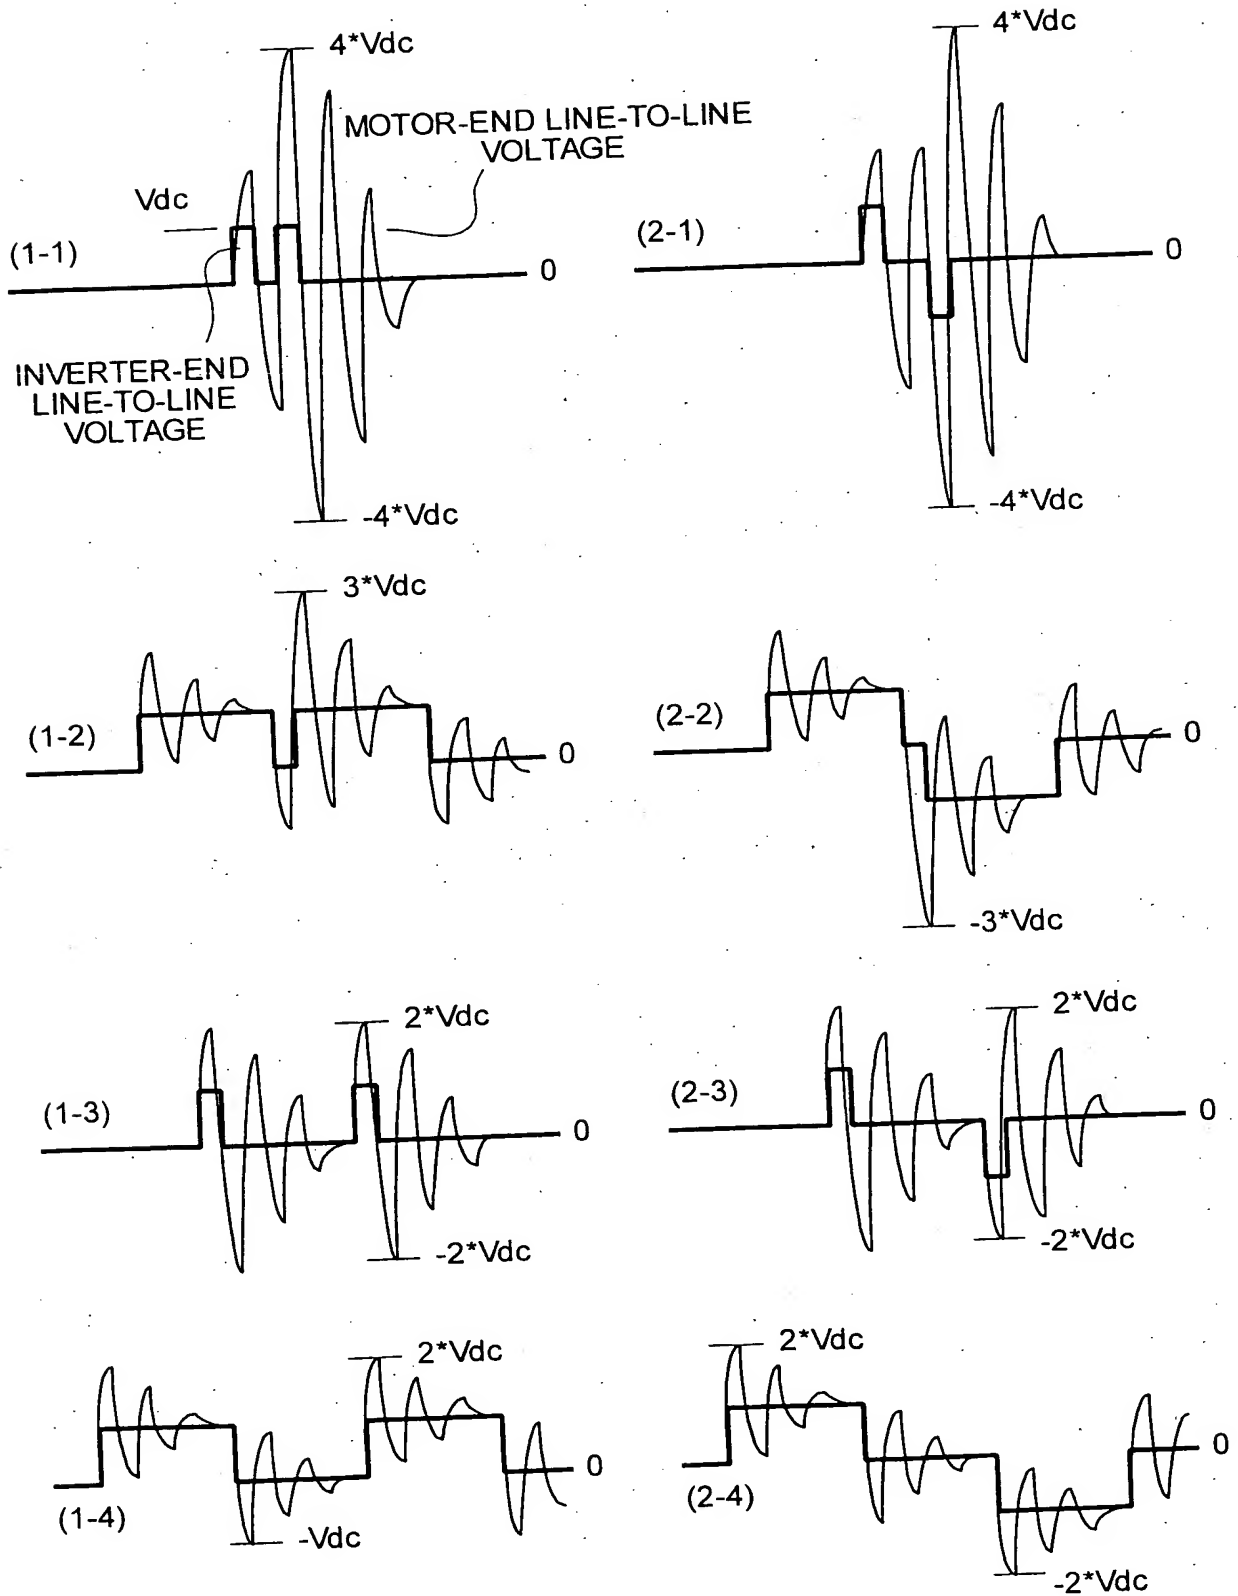 4*Vdc
MOTOR-END LINE-TO-LINE
VOLTAGE
Vdc
(1-1)
0
INVERTER-END
LINE-TO-LINE
VOLTAGE
-4*Vdc
4*Vdc
(2-1)
0
-4*Vdc
3*Vdc
(1-2)
0
(2-2)
0
-3*Vdc
2*Vdc
(1-3)
0
-2*Vdc
2*Vdc
(2-3)
0
-2*Vdc
2*Vdc
0
(1-4)
-Vdc
2*Vdc
0
(2-4)
-2*Vdc